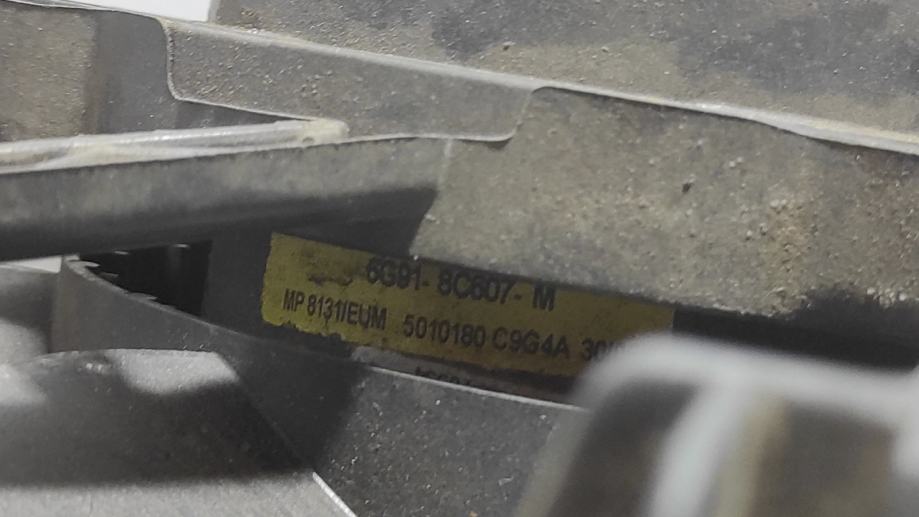 6G91- 8C607- M
MP 8131/EUM 5010180 C9G4A